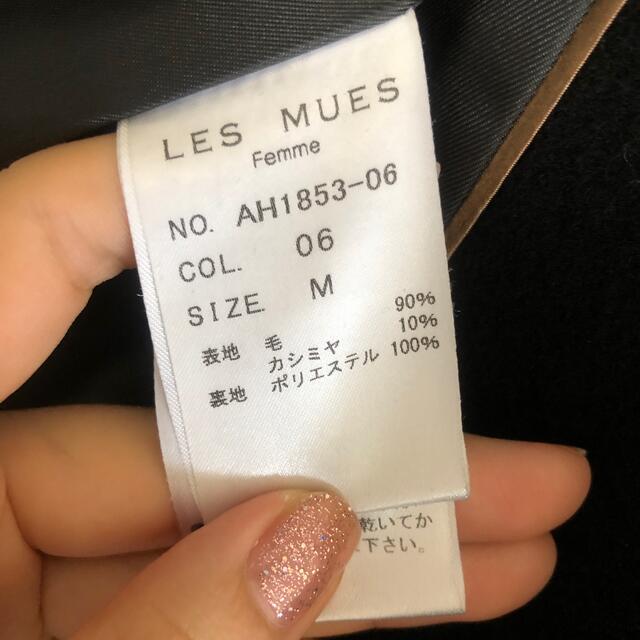 LES MUES
Femme
NO. AH1853-06
COL. 06
SIZE M
表地 毛 90%
カシミヤ 10%
裏地 ポリエステル 100%
乾いてか
下さい。